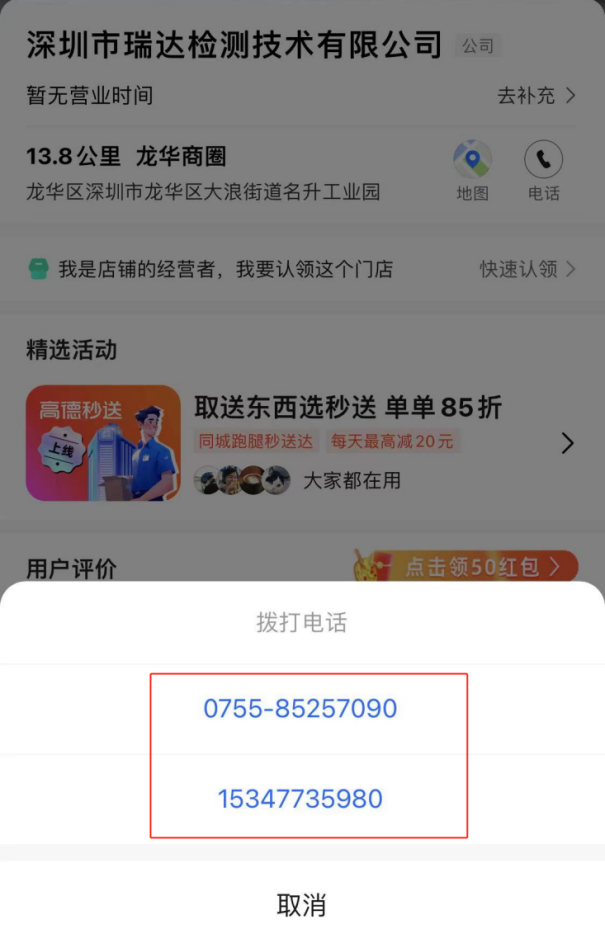 深圳市瑞达检测技术有限公司 公司
暂无营业时间 去补充
13.8公里 龙华商圈
龙华区深圳市龙华区大浪街道名升工业园
地图 电话
我是店铺的经营者，我要认领这个门店 快速认领
精选活动
高德秒送
上线
取送东西选秒送 单单85折
同城跑腿秒送达 每天最高减20元
大家都在用
用户评价 点击领50红包
拨打电话
0755-85257090
15347735980
取消